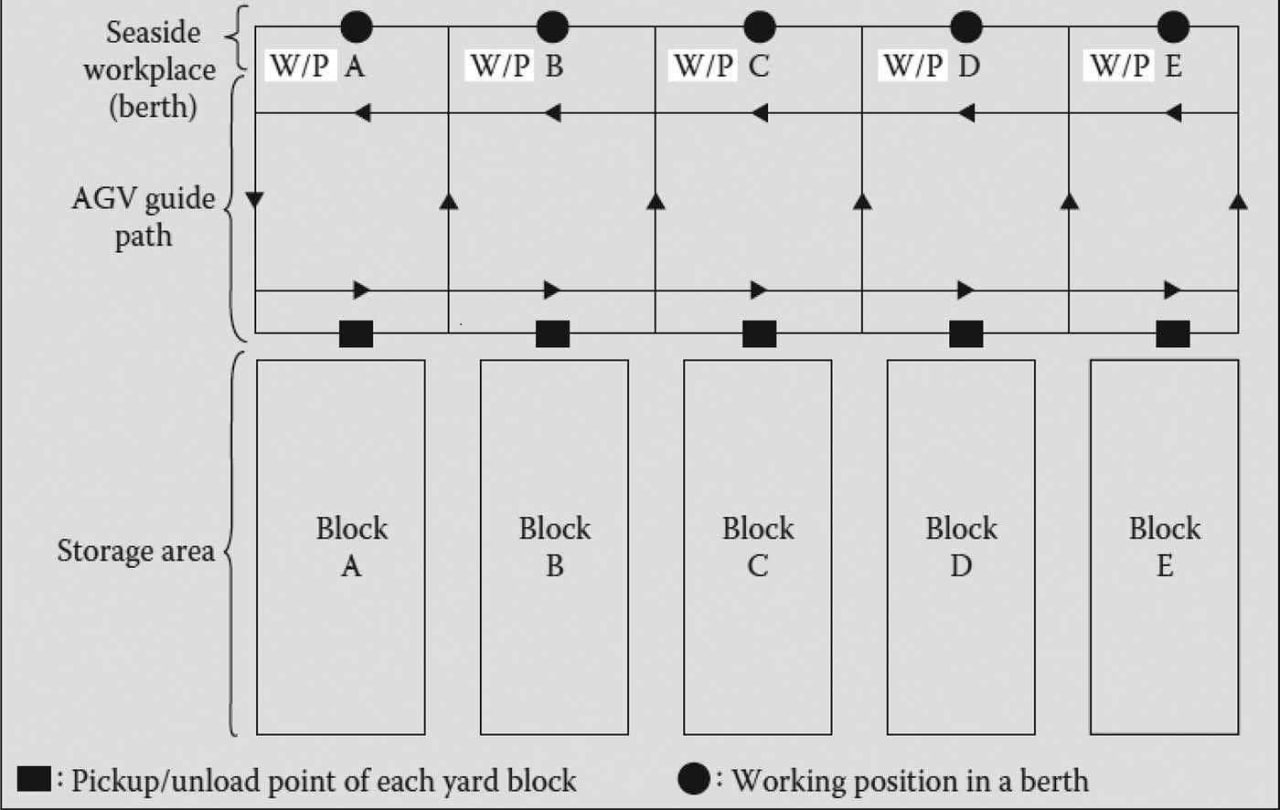 Seaside
workplace
(berth)
W/P A
W/P B
W/P C
W/P D
W/P E
AGV guide
path
Storage area
Block
A
Block
B
Block
C
Block
D
Block
E
: Pickup/unload point of each yard block
: Working position in a berth